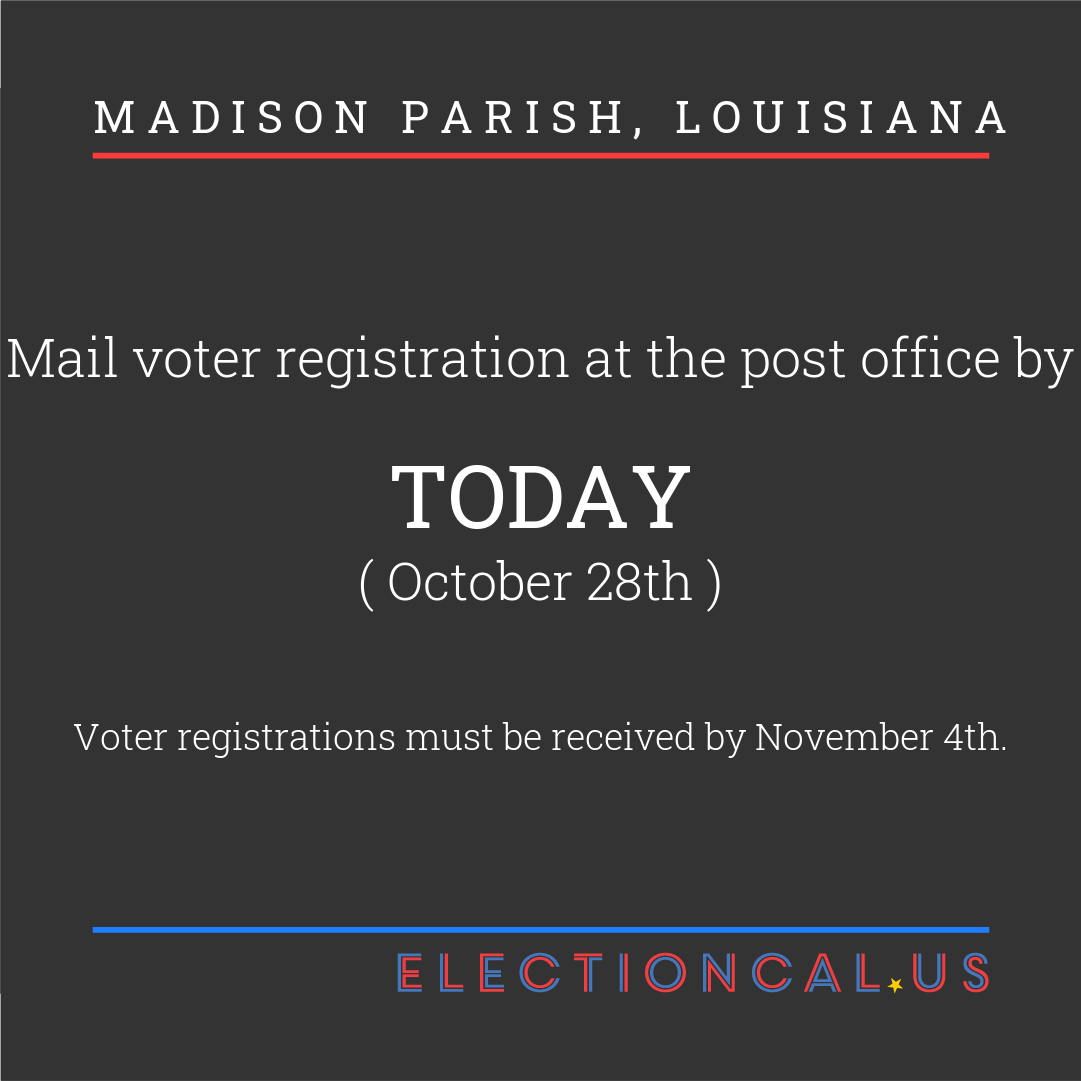 MADISON PARISH, LOUISIANA
Mail voter registration at the post office by
TODAY
( October 28th )
Voter registrations must be received by November 4th.
ELECTIONCAL.US